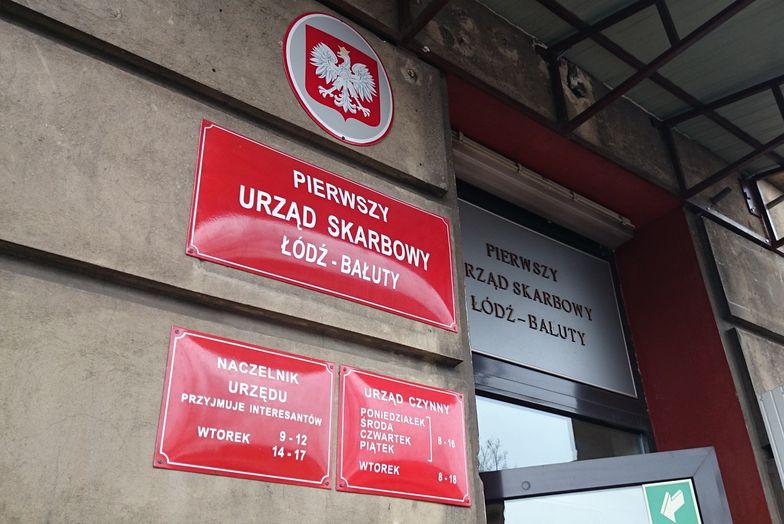 PIERWSZY
URZĄD SKARBOWY
ŁÓDŹ - BAŁUTY
PIERWSZY
RZĄD SKARBOWY
ŁÓDŹ-BAŁUTY
NACZELNIK
URZĘDU
PRZYJMUJE INTERESANTÓW
WTOREK 9 - 12
14 - 17
URZĄD CZYNNY
PONIEDZIAŁEK
ŚRODA
CZWARTEK
PIĄTEK
8 - 16
WTOREK 8 - 18